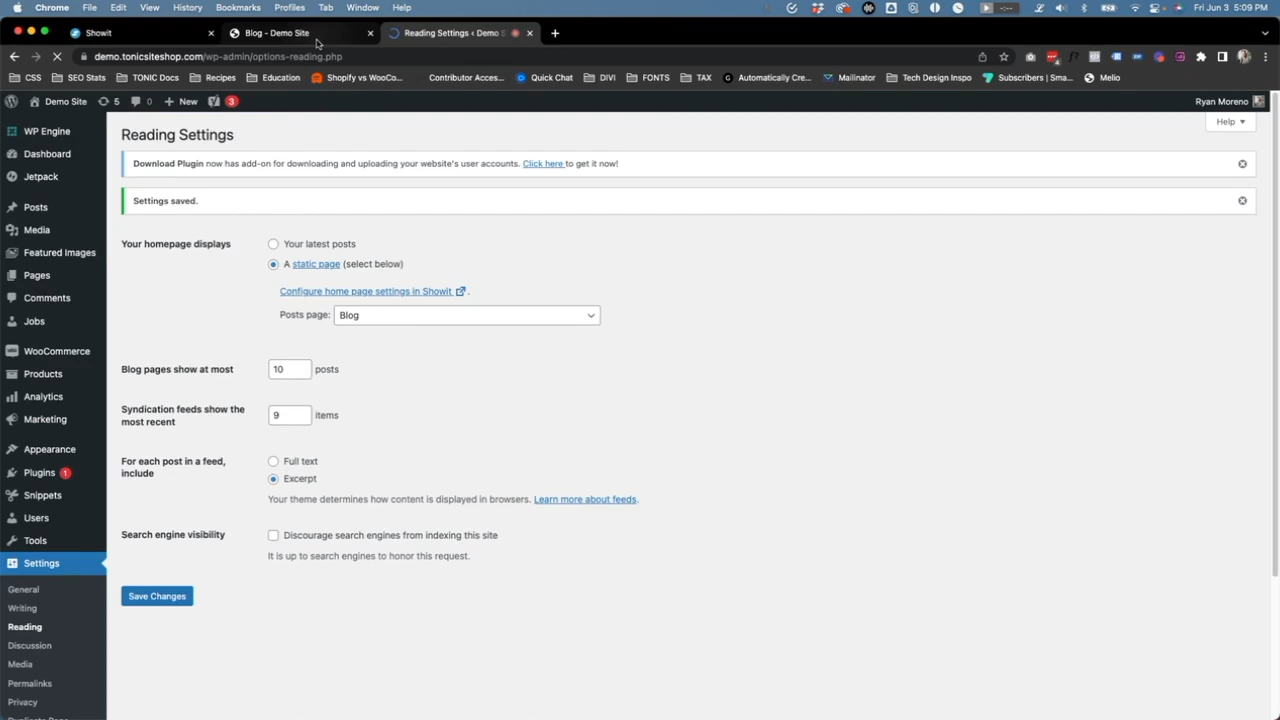 Chrome File Edit View History Bookmarks Profiles Tab Window Help Fri Jun 3 5:09 PM
Showit Blog - Demo Site Reading Settings ‹ Demo S
demo.tonicsiteshop.com/wp-admin/options-reading.php
CSS SEO Stats TONIC Docs Recipes Education Shopify vs WooCo... Contributor Acces... Quick Chat DIVI FONTS TAX Automatically Cre... Mailinator Tech Design Inspo Subscribers | Sma... Melio
Demo Site 5 0 New 3 Ryan Moreno
Help
WP Engine
Dashboard
Jetpack
Posts
Media
Featured Images
Pages
Comments
Jobs
WooCommerce
Products
Analytics
Marketing
Appearance
Plugins 1
Snippets
Users
Tools
Settings
General
Writing
Reading
Discussion
Media
Permalinks
Privacy
Duplicate Page
Reading Settings
Download Plugin now has add-on for downloading and uploading your website's user accounts. Click here to get it now!
Settings saved.
Your homepage displays
Your latest posts
A static page (select below)
Configure home page settings in Showit .
Posts page: Blog
Blog pages show at most 10 posts
Syndication feeds show the
most recent
9 items
For each post in a feed,
include
Full text
Excerpt
Your theme determines how content is displayed in browsers. Learn more about feeds.
Search engine visibility
Discourage search engines from indexing this site
It is up to search engines to honor this request.
Save Changes